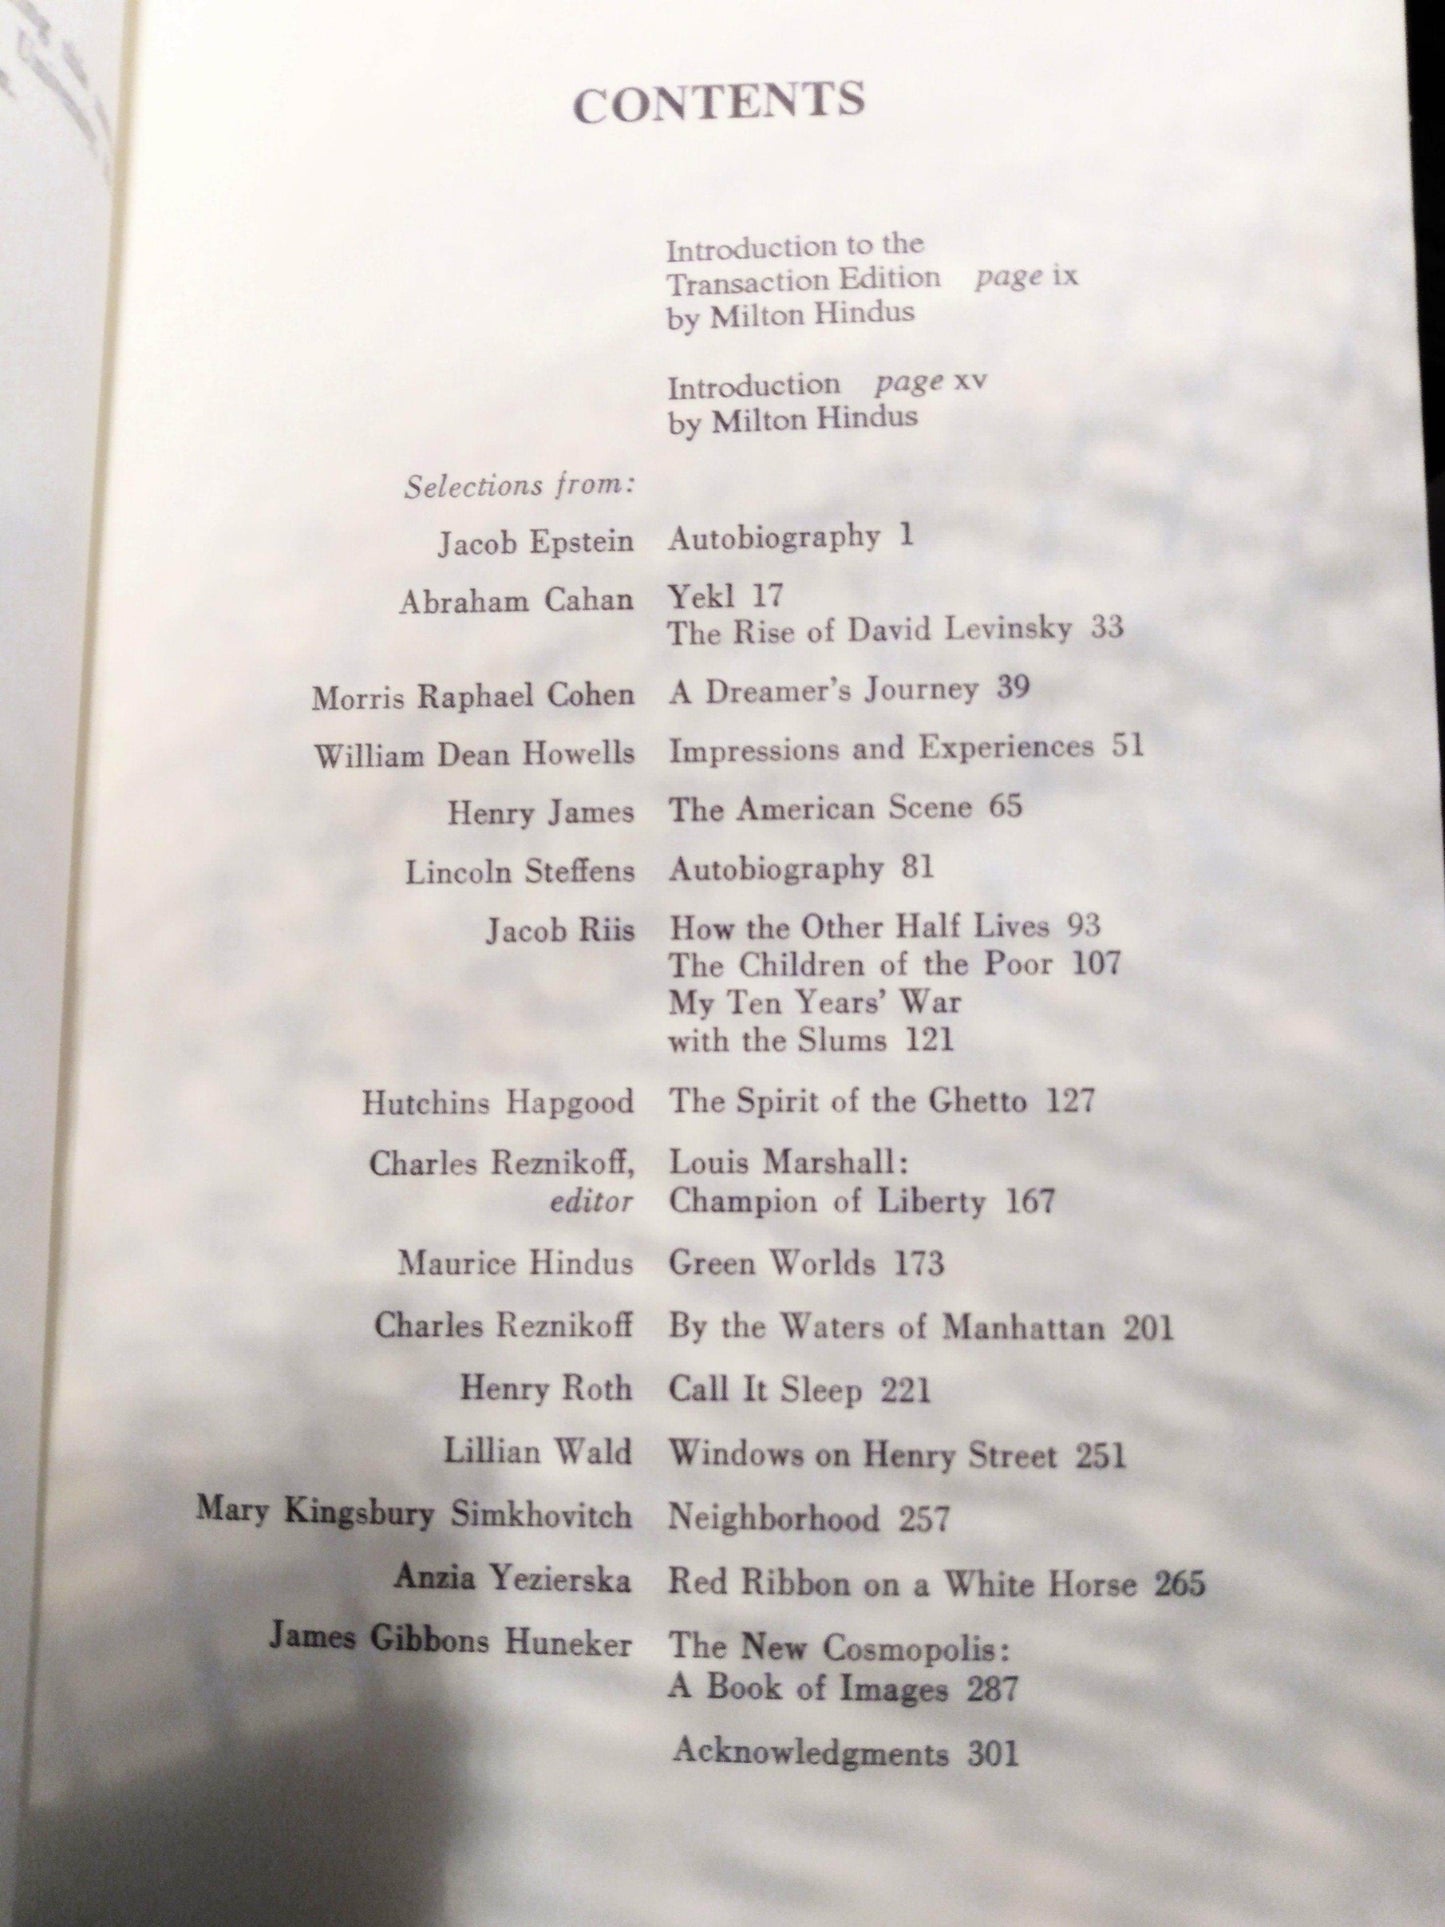 CONTENTS
Introduction to the
Transaction Edition page ix
by Milton Hindus
Introduction page xv
by Milton Hindus
Selections from:
Jacob Epstein Autobiography 1
Abraham Cahan Yekl 17
The Rise of David Levinsky 33
Morris Raphael Cohen A Dreamer's Journey 39
William Dean Howells Impressions and Experiences 51
Henry James The American Scene 65
Lincoln Steffens Autobiography 81
Jacob Riis How the Other Half Lives 93
The Children of the Poor 107
My Ten Years' War
with the Slums 121
Hutchins Hapgood The Spirit of the Ghetto 127
Charles Reznikoff, Louis Marshall:
editor Champion of Liberty 167
Maurice Hindus Green Worlds 173
Charles Reznikoff By the Waters of Manhattan 201
Henry Roth Call It Sleep 221
Lillian Wald Windows on Henry Street 251
Mary Kingsbury Simkhovitch Neighborhood 257
Anzia Yezierska Red Ribbon on a White Horse 265
James Gibbons Huneker The New Cosmopolis:
A Book of Images 287
Acknowledgments 301